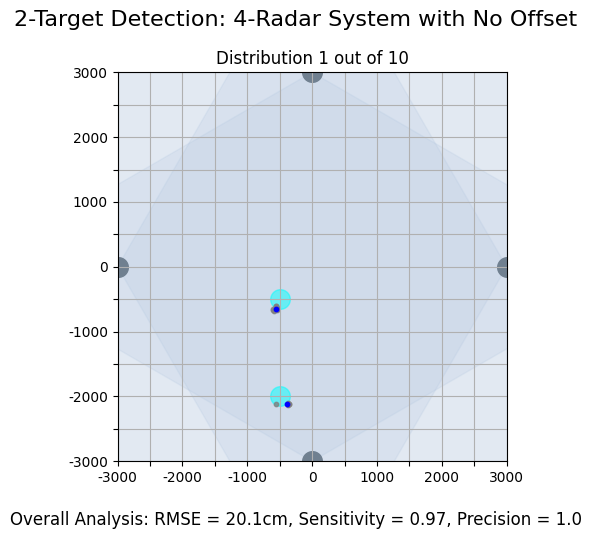 2-Target Detection: 4-Radar System with No Offset
Distribution 1 out of 10
3000
2000
1000
0
-1000
-2000
-3000
-3000 -2000 -1000 0 1000 2000 3000
Overall Analysis: RMSE = 20.1cm, Sensitivity = 0.97, Precision = 1.0